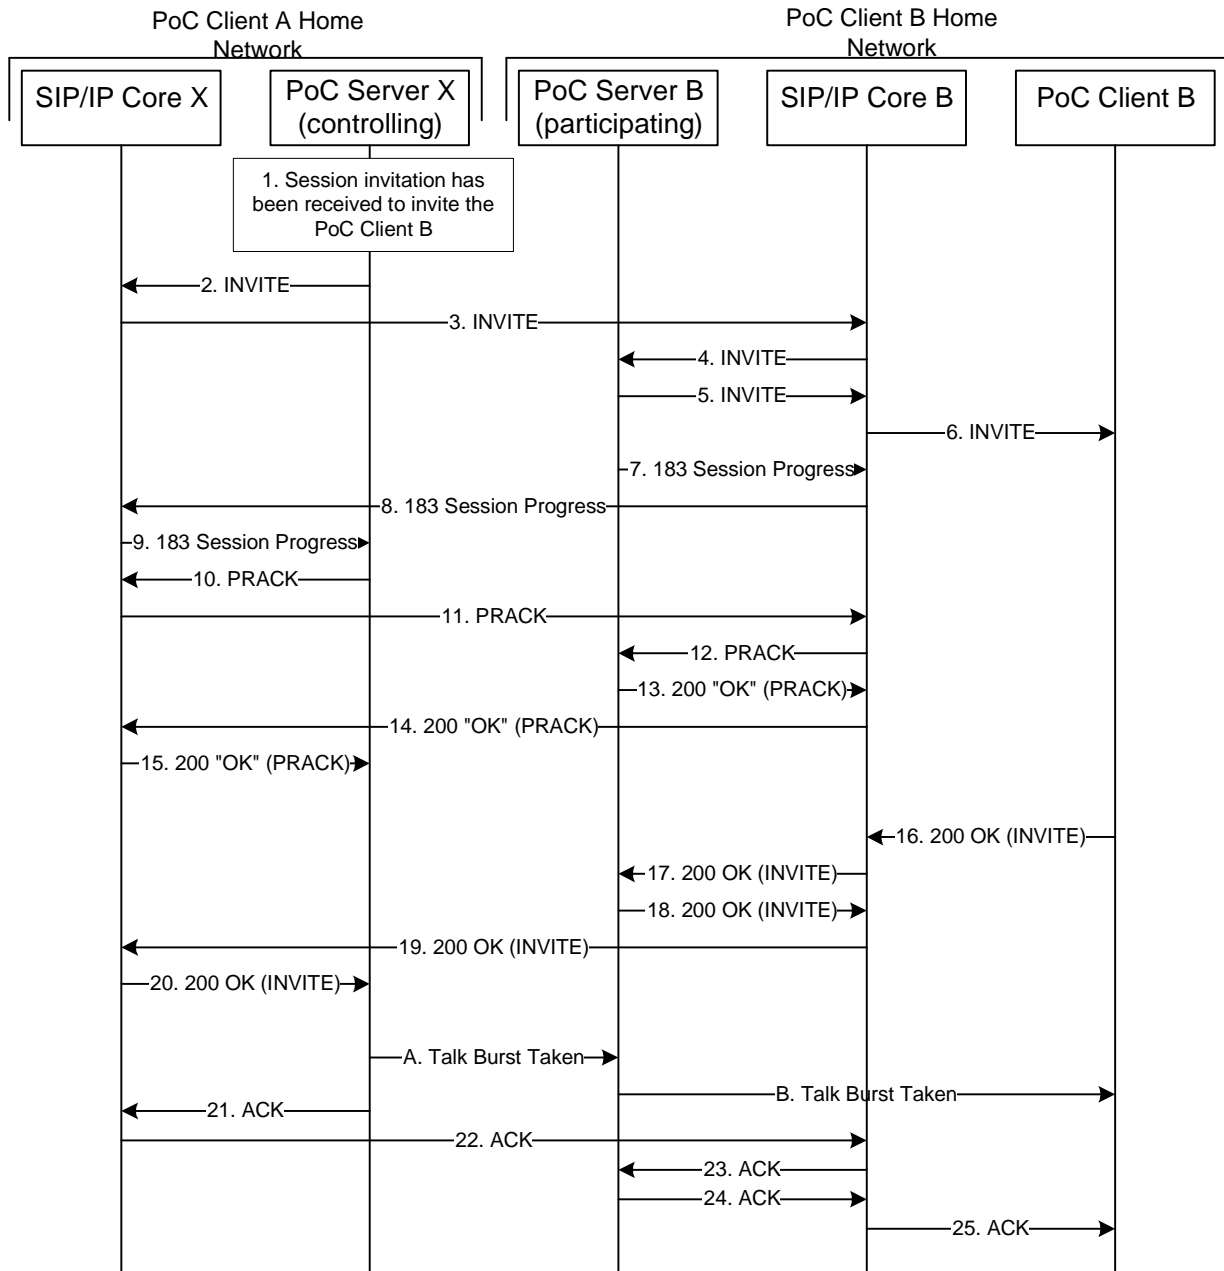 PoC Client A Home
Network
PoC Client B Home
Network
SIP/IP Core X
PoC Server X
(controlling)
PoC Server B
(participating)
SIP/IP Core B
PoC Client B
1. Session invitation has
been received to invite the
PoC Client B
2. INVITE
3. INVITE
4. INVITE
5. INVITE
6. INVITE
7. 183 Session Progress
8. 183 Session Progress
9. 183 Session Progress
10. PRACK
11. PRACK
12. PRACK
13. 200 "OK" (PRACK)
14. 200 "OK" (PRACK)
15. 200 "OK" (PRACK)
16. 200 OK (INVITE)
17. 200 OK (INVITE)
18. 200 OK (INVITE)
19. 200 OK (INVITE)
20. 200 OK (INVITE)
A. Talk Burst Taken
B. Talk Burst Taken
21. ACK
22. ACK
23. ACK
24. ACK
25. ACK